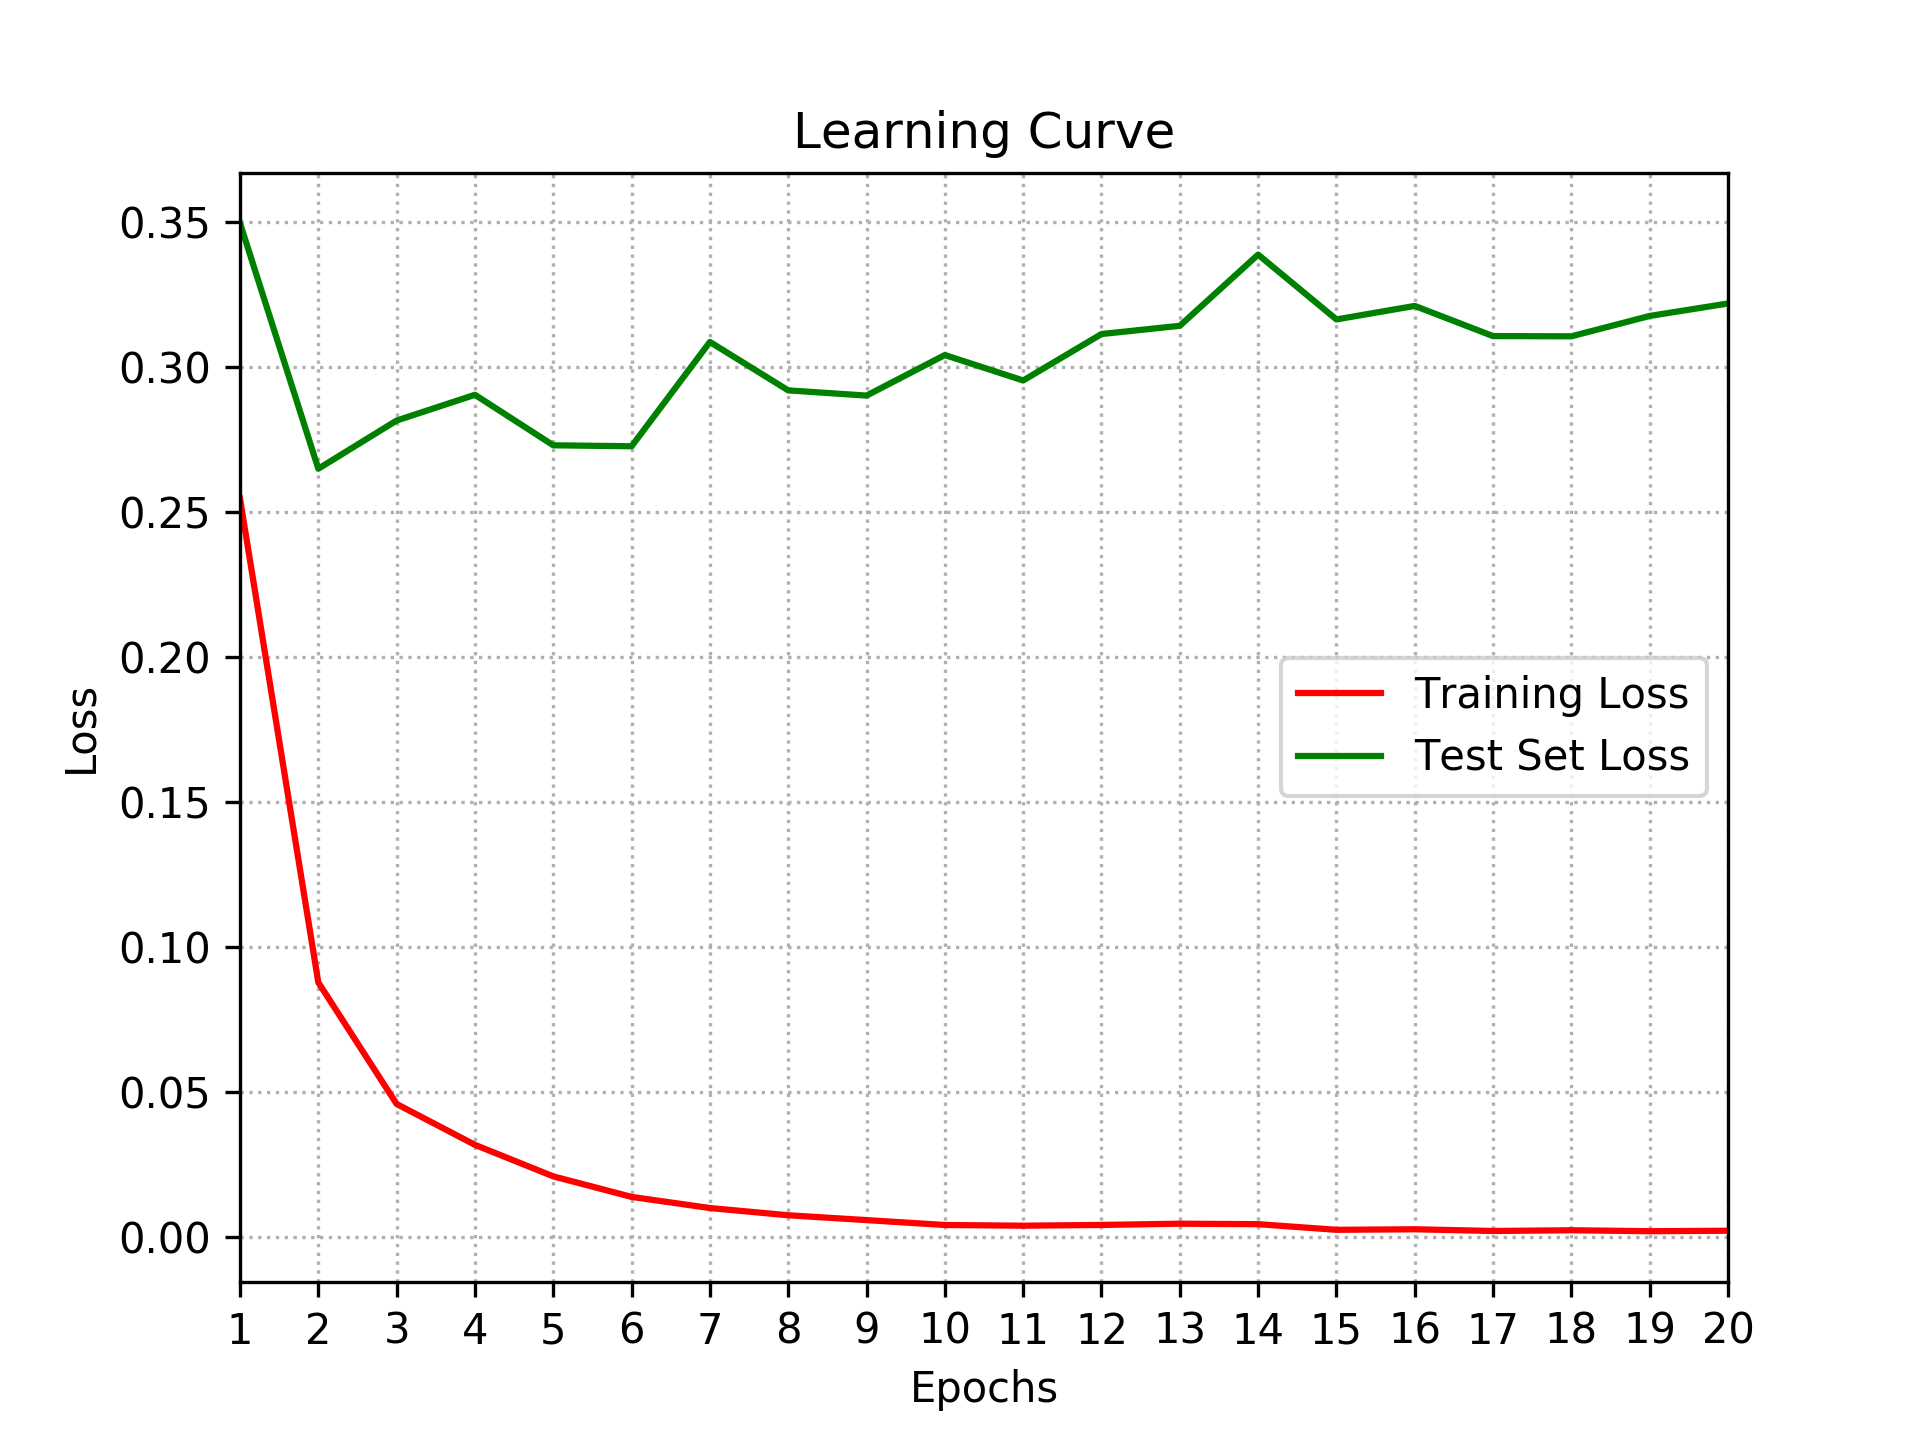 Learning Curve
0.35
0.30
0.25
0.20
0.15
0.10
0.05
0.00
Loss
Training Loss
Test Set Loss
1 2 3 4 5 6 7 8 9 10 11 12 13 14 15 16 17 18 19 20
Epochs